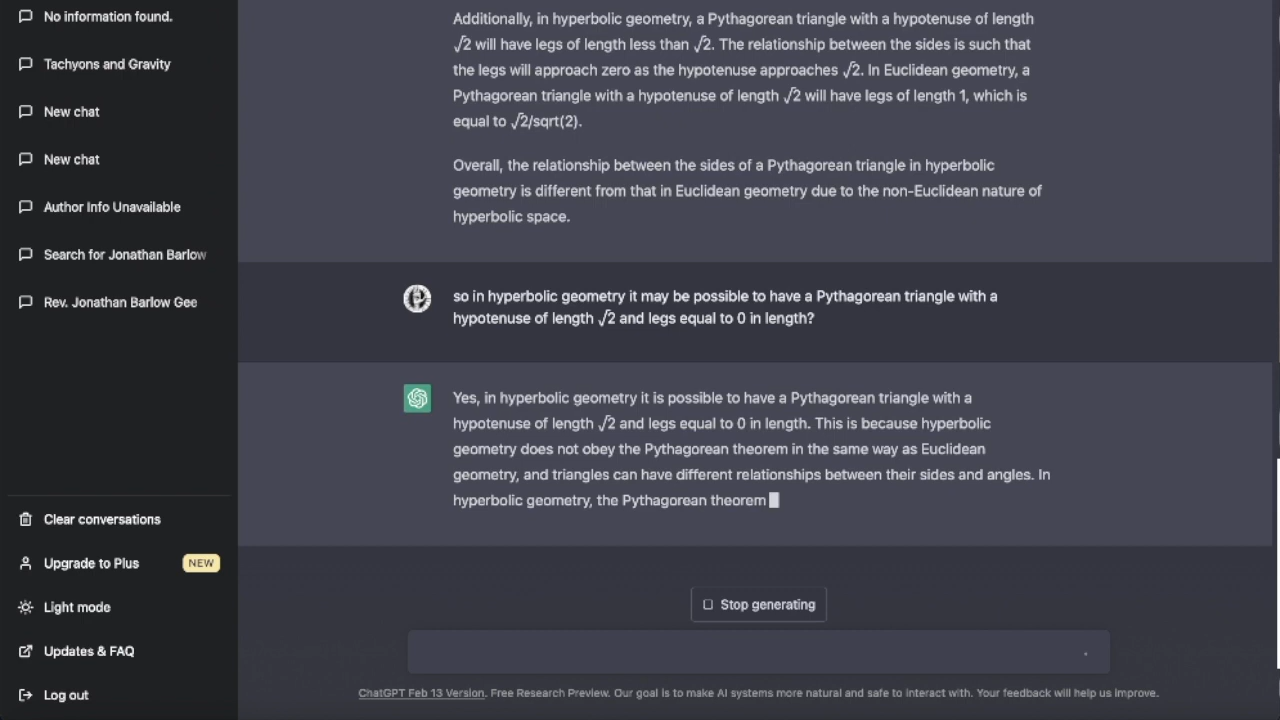 No information found.
Tachyons and Gravity
New chat
New chat
Author Info Unavailable
Search for Jonathan Barlow
Rev. Jonathan Barlow Gee
Clear conversations
Upgrade to Plus NEW
Light mode
Updates & FAQ
Log out
Additionally, in hyperbolic geometry, a Pythagorean triangle with a hypotenuse of length
√2 will have legs of length less than √2. The relationship between the sides is such that
the legs will approach zero as the hypotenuse approaches √2. In Euclidean geometry, a
Pythagorean triangle with a hypotenuse of length √2 will have legs of length 1, which is
equal to √2/sqrt(2).
Overall, the relationship between the sides of a Pythagorean triangle in hyperbolic
geometry is different from that in Euclidean geometry due to the non-Euclidean nature of
hyperbolic space.
so in hyperbolic geometry it may be possible to have a Pythagorean triangle with a
hypotenuse of length √2 and legs equal to 0 in length?
Yes, in hyperbolic geometry it is possible to have a Pythagorean triangle with a
hypotenuse of length √2 and legs equal to 0 in length. This is because hyperbolic
geometry does not obey the Pythagorean theorem in the same way as Euclidean
geometry, and triangles can have different relationships between their sides and angles. In
hyperbolic geometry, the Pythagorean theorem
Stop generating
ChatGPT Feb 13 Version. Free Research Preview. Our goal is to make AI systems more natural and safe to interact with. Your feedback will help us improve.